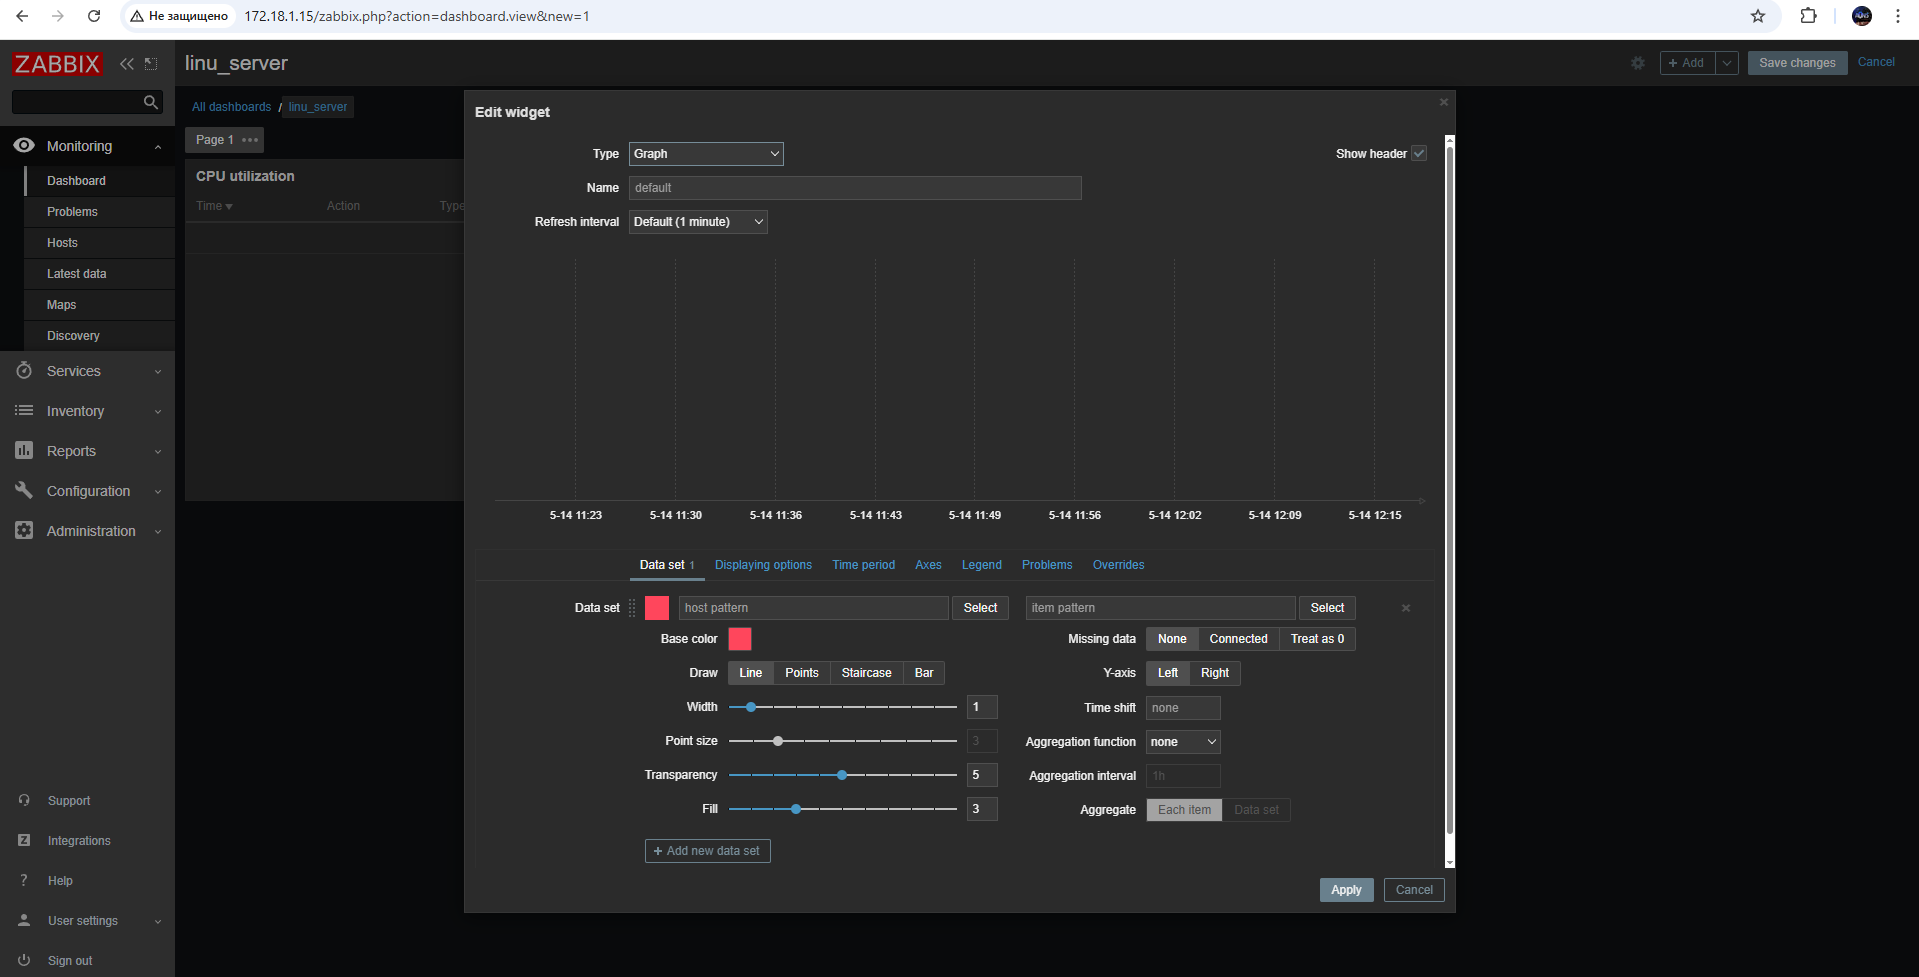 Не защищено 172.18.1.15/zabbix.php?action=dashboard.view&new=1
ZABBIX
linu_server
+ Add
Save changes
Cancel
All dashboards / linu_server
Page 1 •••
CPU utilization
Time Action Type
Monitoring
Dashboard
Problems
Hosts
Latest data
Maps
Discovery
Services
Inventory
Reports
Configuration
Administration
Support
Z Integrations
? Help
User settings
Sign out
Edit widget
Type Graph
Show header
Name default
Refresh interval Default (1 minute)
5-14 11:23 5-14 11:30 5-14 11:36 5-14 11:43 5-14 11:49 5-14 11:56 5-14 12:02 5-14 12:09 5-14 12:15
Data set 1 Displaying options Time period Axes Legend Problems Overrides
Data set host pattern Select item pattern Select
Base color Missing data None Connected Treat as 0
Draw Line Points Staircase Bar Y-axis Left Right
Width 1 Time shift none
Point size 3 Aggregation function none
Transparency 5 Aggregation interval 1h
Fill 3 Aggregate Each item Data set
+ Add new data set
Apply Cancel